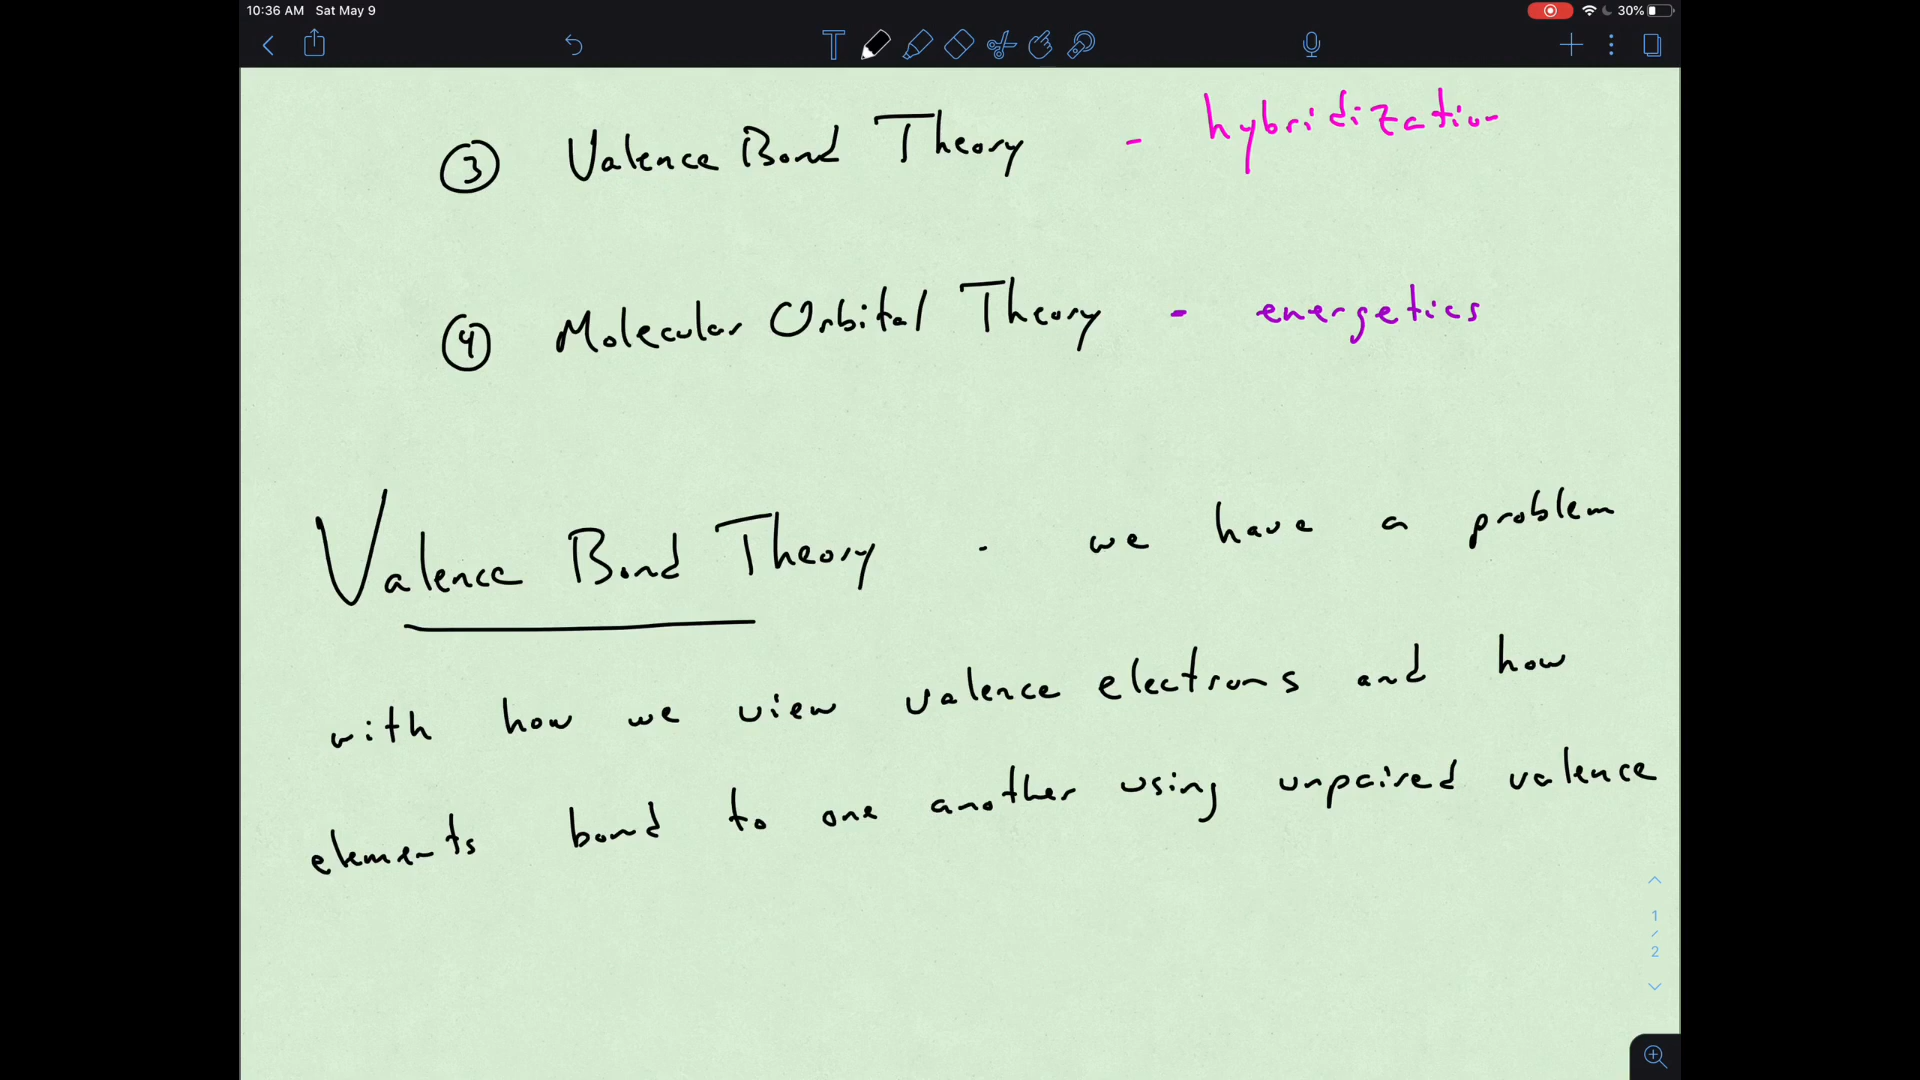 10:36 AM Sat May 9
30%
③ Valence Bond Theory - hybridization
④ Molecular Orbital Theory - energetics
Valence Bond Theory - we have a problem
with how we view valence electrons and how
elements bond to one another using unpaired valence
1
/
2